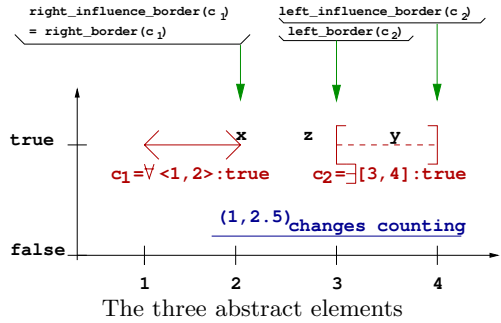 right_influence_border(c1)
= right_border(c1)
left_influence_border(c2)
left_border(c2)
true
x
z
y
c1=∀ <1,2>:true
c2=∃[3,4]:true
(1,2.5) changes counting
false
1 2 3 4
The three abstract elements